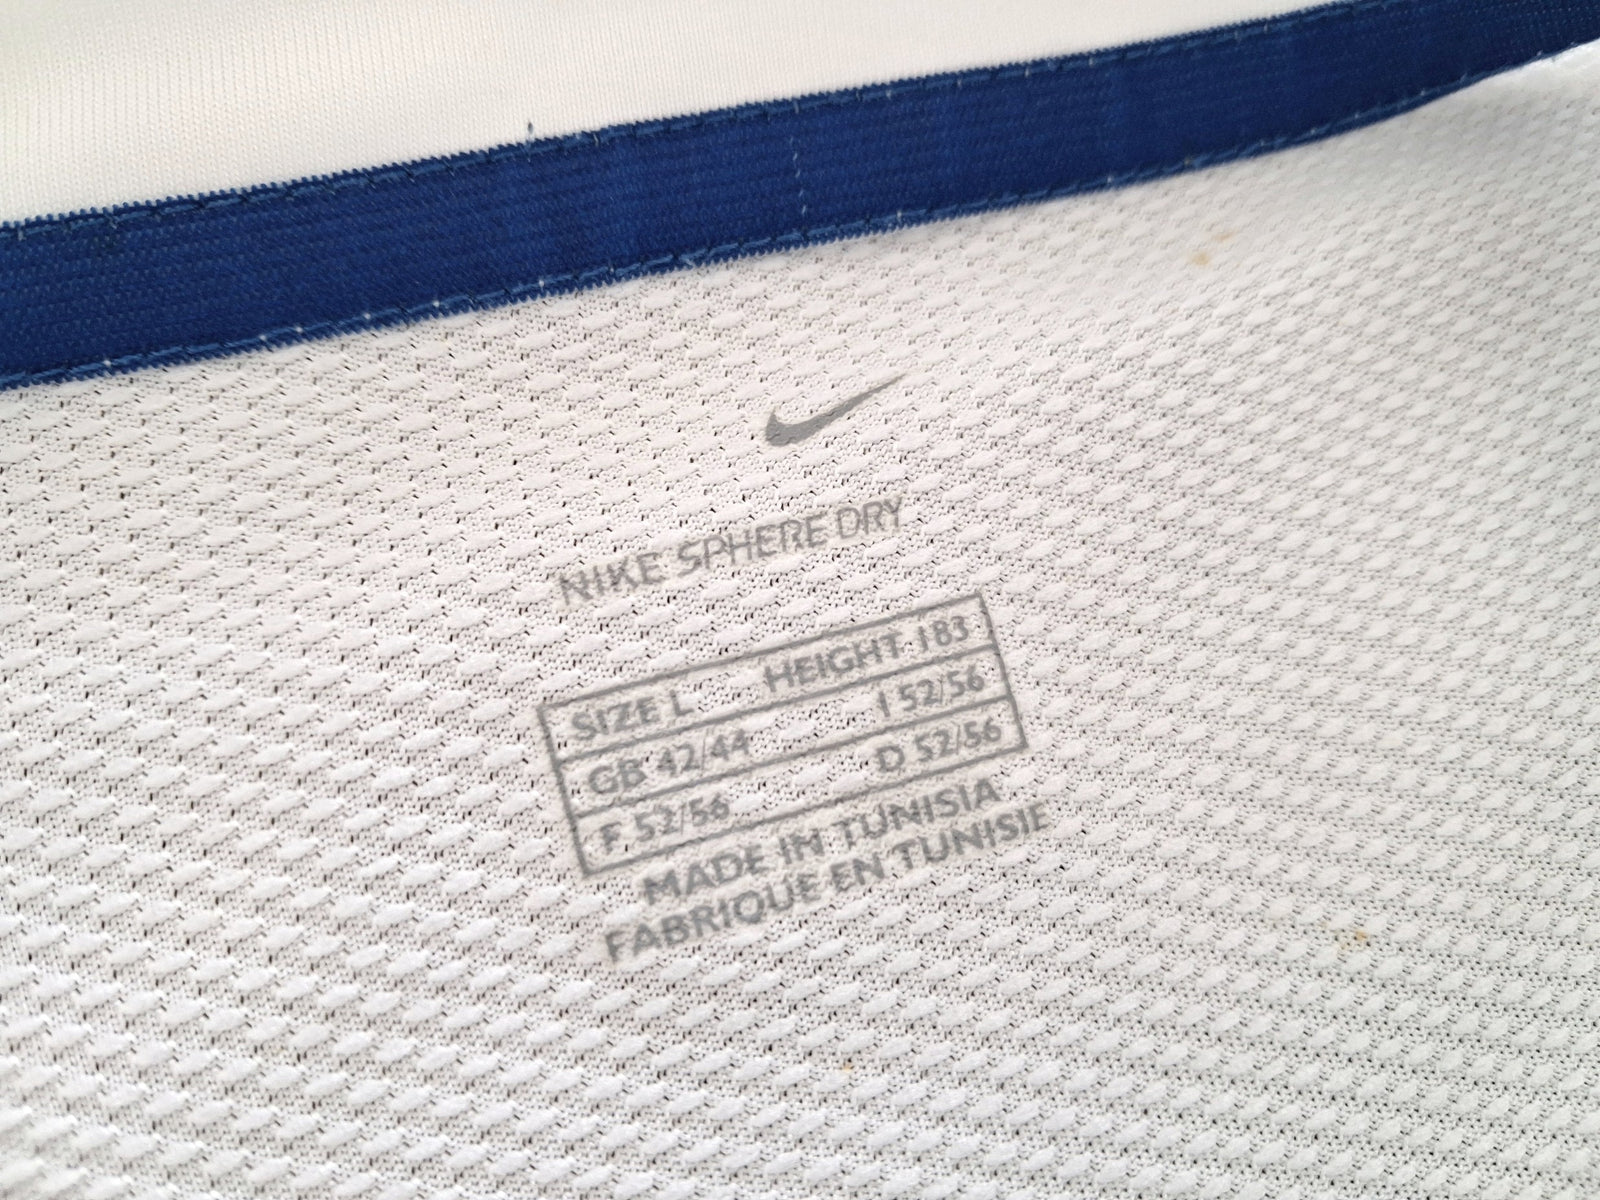 NIKE SPHERE DRY
SIZE L HEIGHT 183
GB 42/44 I 52/56
F 52/56 D 52/56
MADE IN TUNISIA
FABRIQUE EN TUNISIE